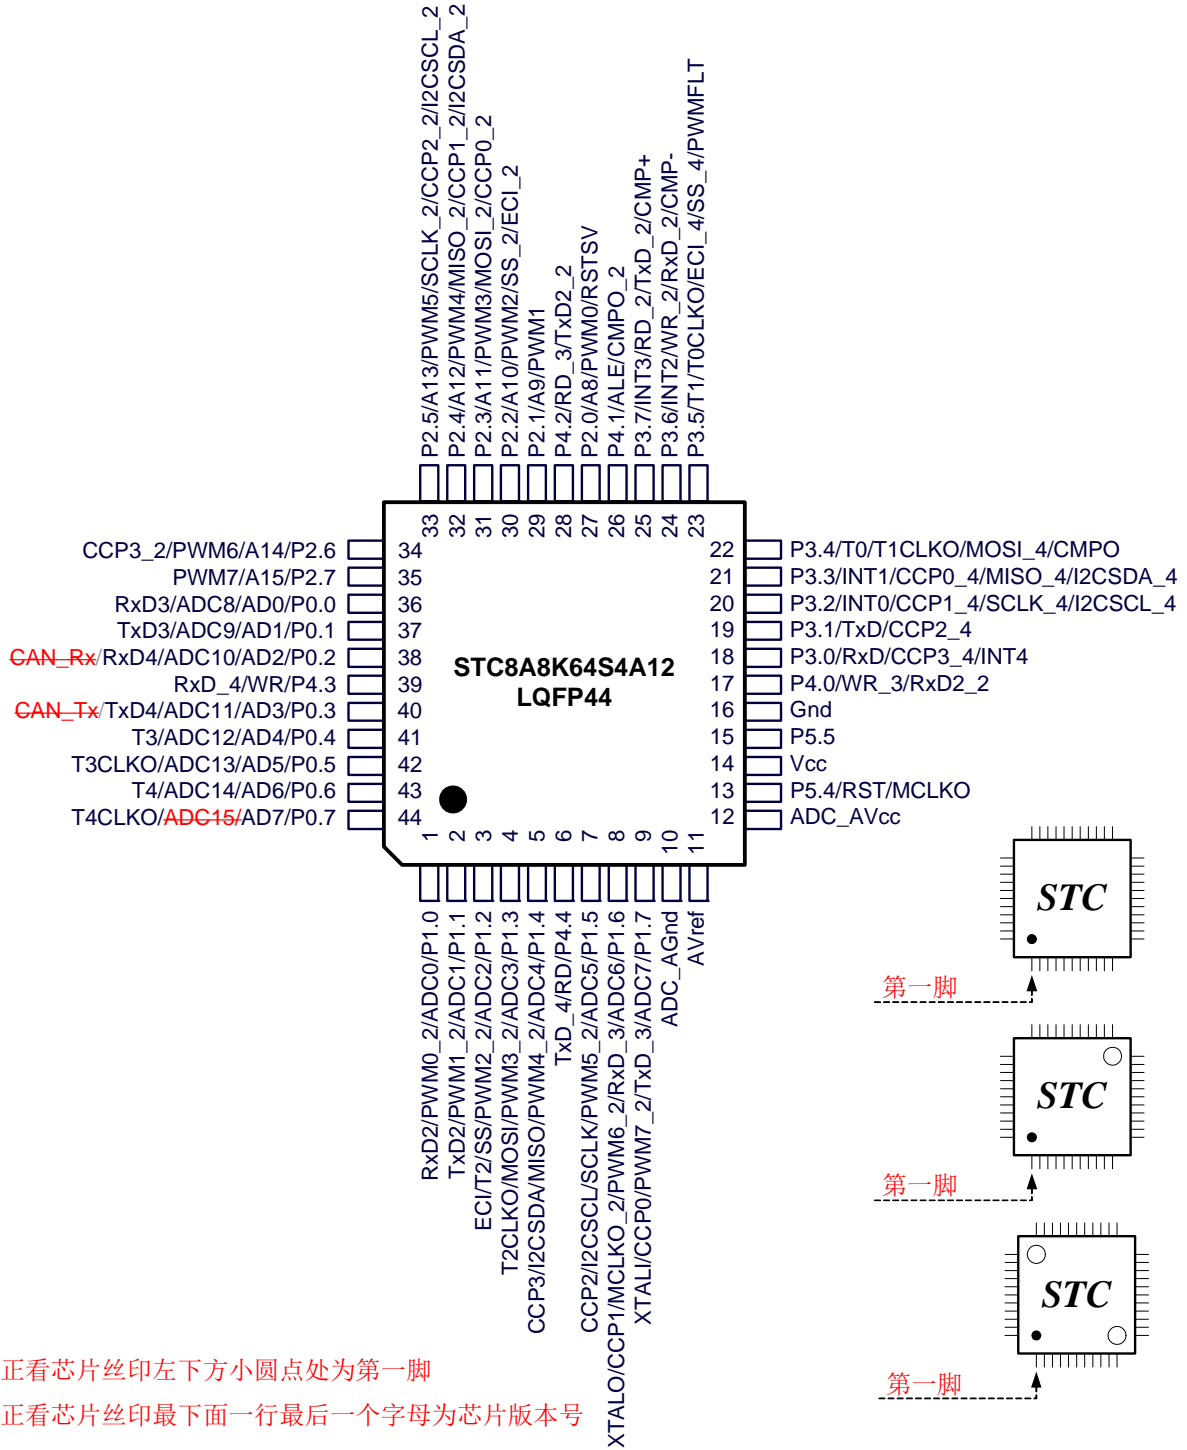 P2.5/A13/PWM5/SCLK_2/CCP2_2/I2CSCL_2
P2.4/A12/PWM4/MISO_2/CCP1_2/I2CSDA_2
P2.3/A11/PWM3/MOSI_2/CCP0_2
P2.2/A10/PWM2/SS_2/ECI_2
P2.1/A9/PWM1
P4.2/RD_3/TxD2_2
P2.0/A8/PWM0/RSTSV
P4.1/ALE/CMPO_2
P3.7/INT3/RD_2/TxD_2/CMP+
P3.6/INT2/WR_2/RxD_2/CMP-
P3.5/T1/T0CLKO/ECI_4/SS_4/PWMFLT
33 32 31 30 29 28 27 26 25 24 23
CCP3_2/PWM6/A14/P2.6 34
PWM7/A15/P2.7 35
RxD3/ADC8/AD0/P0.0 36
TxD3/ADC9/AD1/P0.1 37
CAN_Rx/RxD4/ADC10/AD2/P0.2 38
RxD_4/WR/P4.3 39
CAN_Tx/TxD4/ADC11/AD3/P0.3 40
T3/ADC12/AD4/P0.4 41
T3CLKO/ADC13/AD5/P0.5 42
T4/ADC14/AD6/P0.6 43
T4CLKO/ADC15/AD7/P0.7 44
STC8A8K64S4A12
LQFP44
22 P3.4/T0/T1CLKO/MOSI_4/CMPO
21 P3.3/INT1/CCP0_4/MISO_4/I2CSDA_4
20 P3.2/INT0/CCP1_4/SCLK_4/I2CSCL_4
19 P3.1/TxD/CCP2_4
18 P3.0/RxD/CCP3_4/INT4
17 P4.0/WR_3/RxD2_2
16 Gnd
15 P5.5
14 Vcc
13 P5.4/RST/MCLKO
12 ADC_AVcc
1 2 3 4 5 6 7 8 9 10 11
RxD2/PWM0_2/ADC0/P1.0
TxD2/PWM1_2/ADC1/P1.1
ECI/T2/SS/PWM2_2/ADC2/P1.2
T2CLKO/MOSI/PWM3_2/ADC3/P1.3
CCP3/I2CSDA/MISO/PWM4_2/ADC4/P1.4
TxD_4/RD/P4.4
CCP2/I2CSCL/SCLK/PWM5_2/ADC5/P1.5
XTALO/CCP1/MCLKO_2/PWM6_2/RxD_3/ADC6/P1.6
XTALI/CCP0/PWM7_2/TxD_3/ADC7/P1.7
ADC_AGnd
AVref
STC
第一脚
STC
第一脚
STC
第一脚
正看芯片丝印左下方小圆点处为第一脚
正看芯片丝印最下面一行最后一个字母为芯片版本号